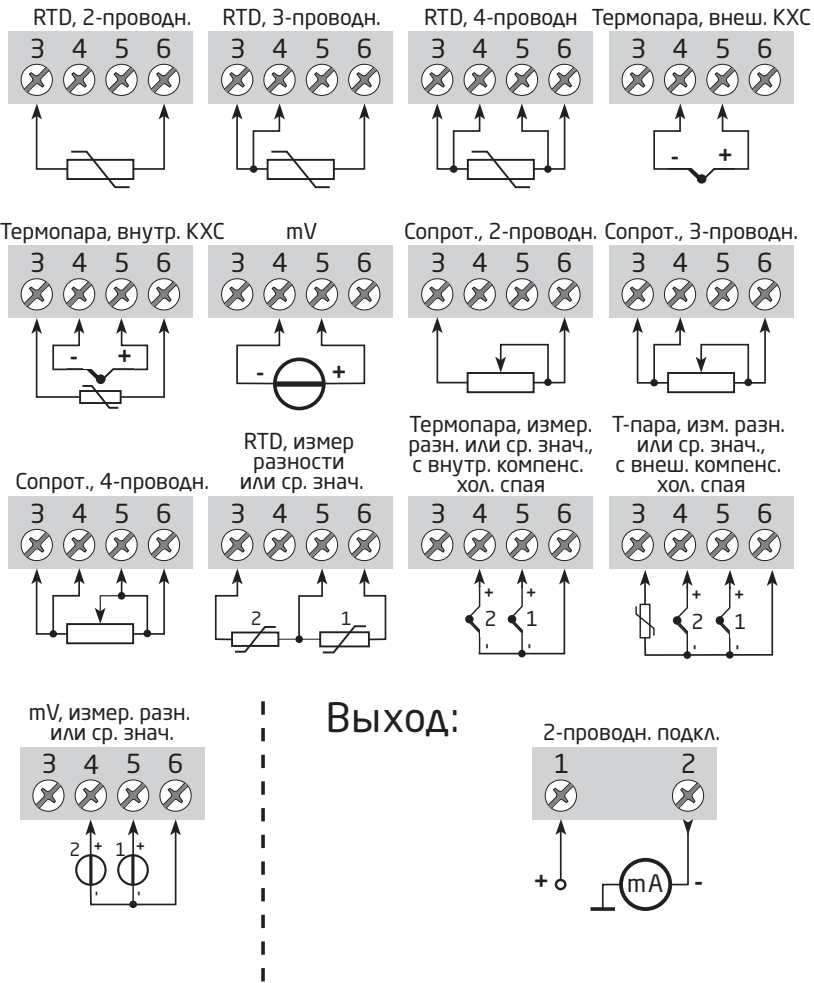 RTD, 2-проводн.
3 4 5 6
RTD, 3-проводн.
3 4 5 6
RTD, 4-проводн
3 4 5 6
Термопара, внеш. КХС
3 4 5 6
- +
Термопара, внутр. КХС
3 4 5 6
- +
mV
3 4 5 6
- +
Сопрот., 2-проводн.
3 4 5 6
Сопрот., 3-проводн.
3 4 5 6
Сопрот., 4-проводн.
3 4 5 6
RTD, измер
разности
или ср. знач.
3 4 5 6
2 1
Термопара, измер.
разн. или ср. знач.,
с внутр. компенс.
хол. спая
3 4 5 6
+ +
2 1
- -
Т-пара, изм. разн.
или ср. знач.,
с внеш. компенс.
хол. спая
3 4 5 6
+ +
2 1
- -
mV, измер. разн.
или ср. знач.
3 4 5 6
2 + 1 +
- -
Выход:
2-проводн. подкл.
1 2
+ mA -